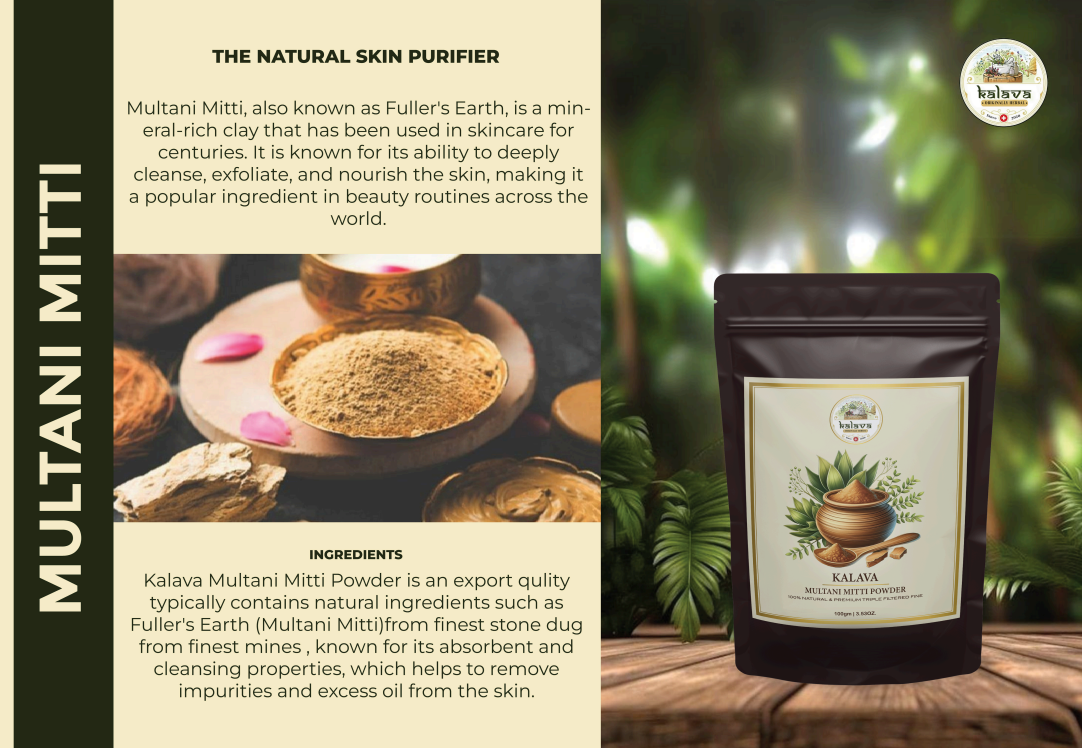 MULTANI MITTI
THE NATURAL SKIN PURIFIER
Multani Mitti, also known as Fuller's Earth, is a min-
eral-rich clay that has been used in skincare for
centuries. It is known for its ability to deeply
cleanse, exfoliate, and nourish the skin, making it
a popular ingredient in beauty routines across the
world.
INGREDIENTS
Kalava Multani Mitti Powder is an export qulity
typically contains natural ingredients such as
Fuller's Earth (Multani Mitti)from finest stone dug
from finest mines , known for its absorbent and
cleansing properties, which helps to remove
impurities and excess oil from the skin.
kalava
ORIGINALLY HERBAL
kalava
KALAVA
MULTANI MITTI POWDER
100% NATURAL & PREMIUM TRIPLE FILTERED FINE
100gm | 3.53OZ.